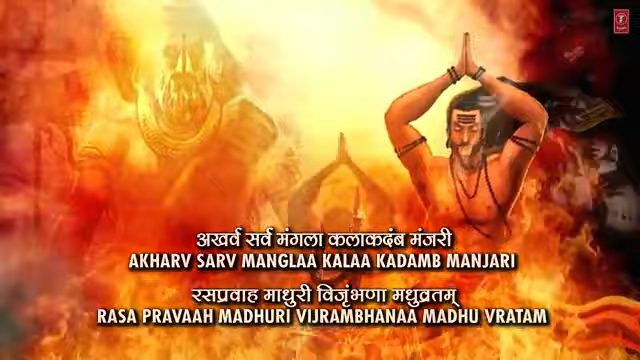 अखर्व सर्व मंगला कलाकदंब मंजरी
AKHARV SARV MANGLAA KALAA KADAMB MANJARI
रसप्रवाह माधुरी विजृंभणा मधुव्रतम्
RASA PRAVAAH MADHURI VIJRAMBHANAA MADHU VRATAM